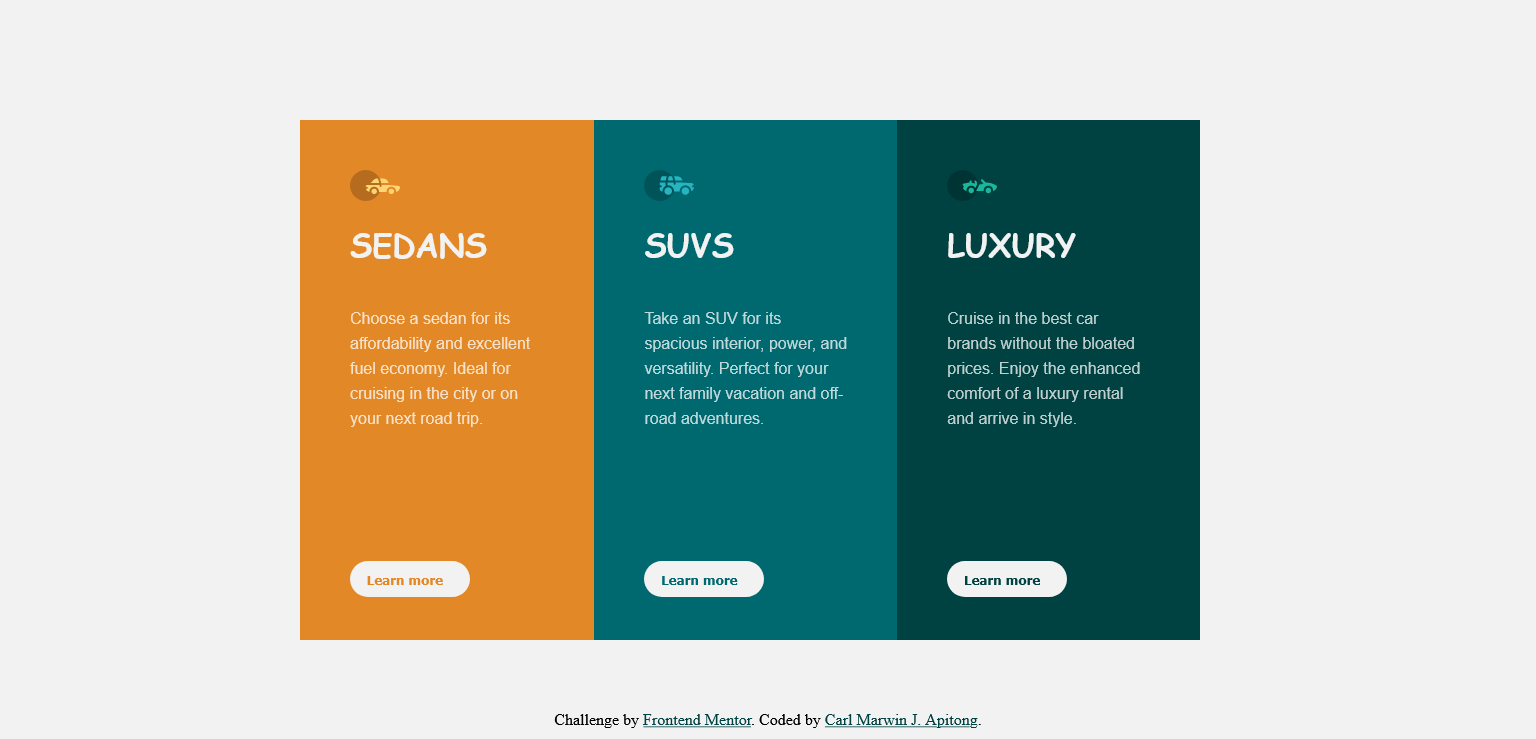 SEDANS
Choose a sedan for its
affordability and excellent
fuel economy. Ideal for
cruising in the city or on
your next road trip.
Learn more
SUVS
Take an SUV for its
spacious interior, power, and
versatility. Perfect for your
next family vacation and off-
road adventures.
Learn more
LUXURY
Cruise in the best car
brands without the bloated
prices. Enjoy the enhanced
comfort of a luxury rental
and arrive in style.
Learn more
Challenge by Frontend Mentor. Coded by Carl Marwin J. Apitong.